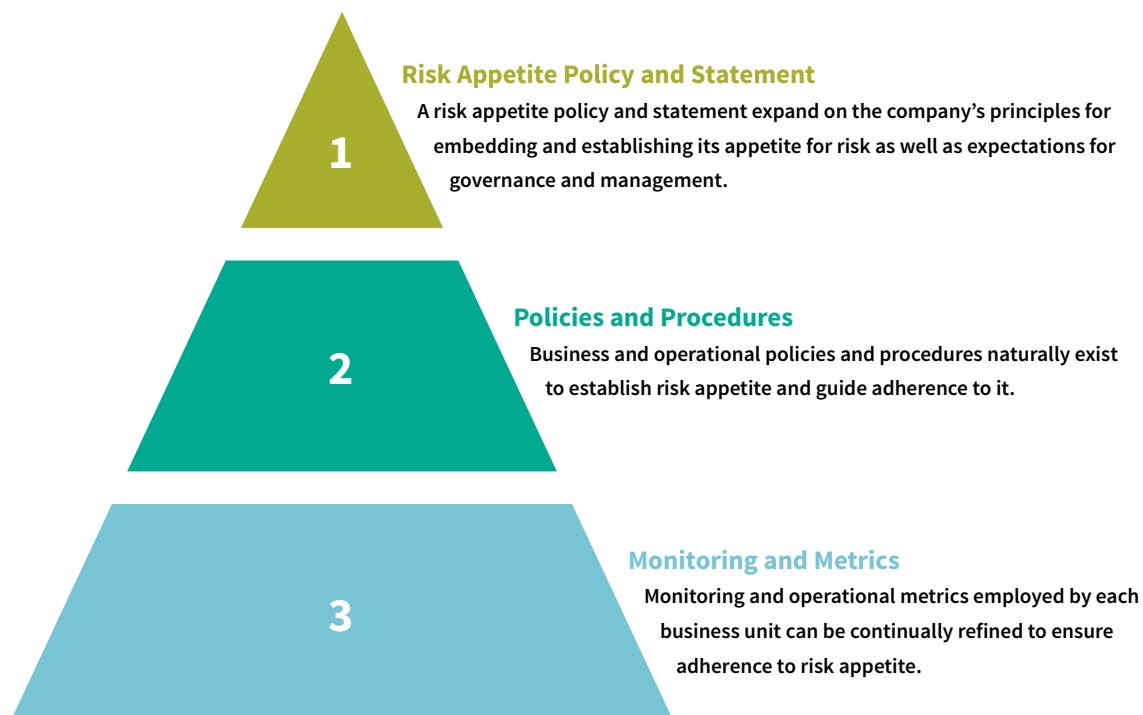 Risk Appetite Policy and Statement
A risk appetite policy and statement expand on the company’s principles for
embedding and establishing its appetite for risk as well as expectations for
governance and management.
1
Policies and Procedures
Business and operational policies and procedures naturally exist
to establish risk appetite and guide adherence to it.
2
Monitoring and Metrics
Monitoring and operational metrics employed by each
business unit can be continually refined to ensure
adherence to risk appetite.
3